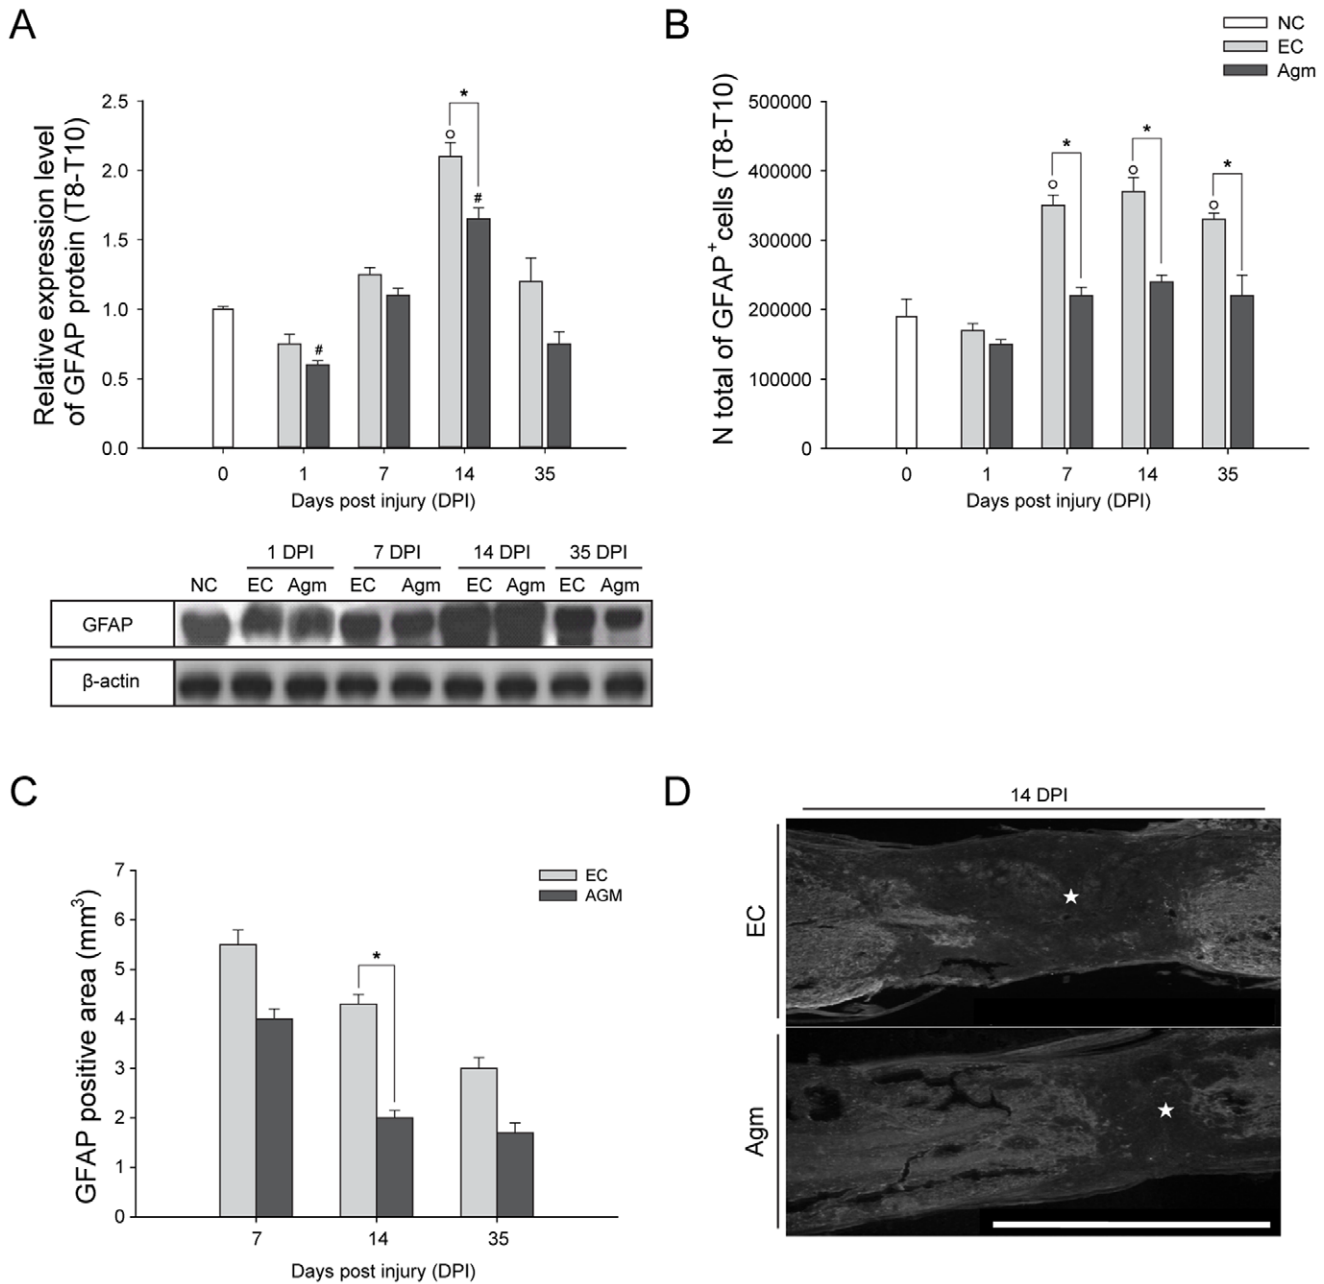 A
2.5
2.0
1.5
1.0
0.5
0.0
Relative expression level
of GFAP protein (T8-T10)
*
#
#
0 1 7 14 35
Days post injury (DPI)
1 DPI 7 DPI 14 DPI 35 DPI
NC EC Agm EC Agm EC Agm EC Agm
GFAP
β-actin
B
NC
EC
Agm
500000
400000
300000
200000
100000
0
N total of GFAP+ cells (T8-T10)
* * *
0 1 7 14 35
Days post injury (DPI)
C
7
6
5
4
3
2
1
0
GFAP positive area (mm3)
EC
AGM
*
7 14 35
Days post injury (DPI)
D
14 DPI
EC
Agm